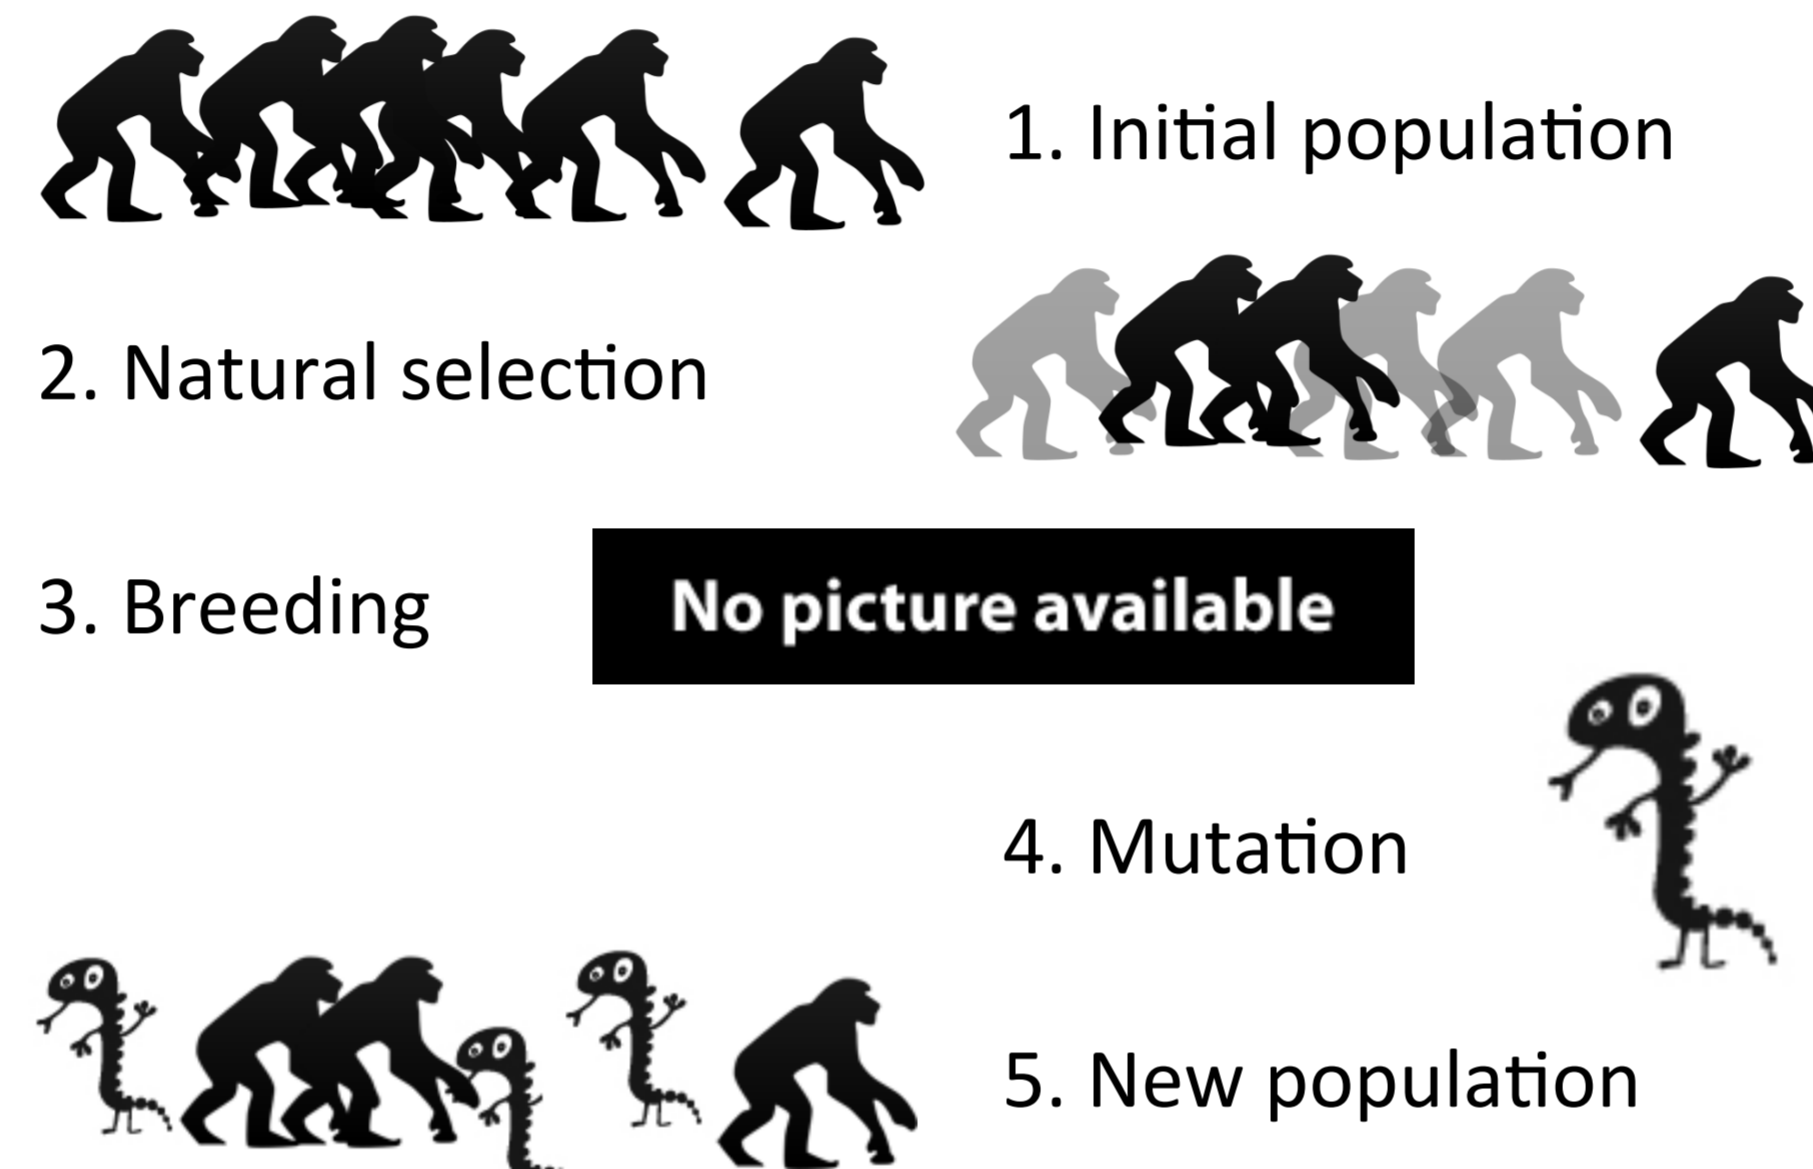 1. Initial population
2. Natural selection
3. Breeding
No picture available
4. Mutation
5. New population